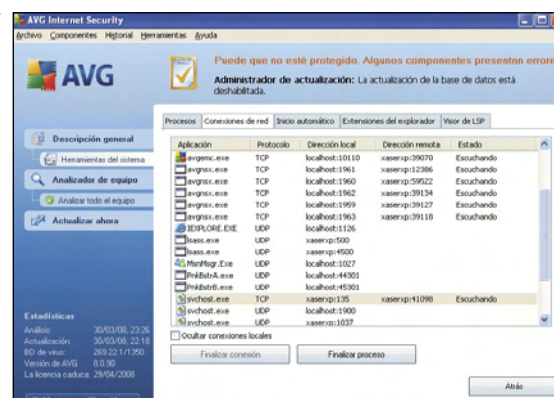 AVG Internet Security
Archivo Componentes Historial Herramientas Ayuda
AVG
Puede que no esté protegido. Algunos componentes presentan errore
Administrador de actualización: La actualización de la base de datos está
deshabilitada.
Procesos Conexiones de red Inicio automático Extensiones del explorador Visor de LSP
Descripción general
Herramientas del sistema
Analizador de equipo
Analizar todo el equipo
Actualizar ahora
Aplicación Protocolo Dirección local Dirección remota Estado
avgemc.exe TCP localhost:10110 xaserxp:39070 Escuchando
avgnsx.exe TCP localhost:1961 xaserxp:12386 Escuchando
avgnsx.exe TCP localhost:1960 xaserxp:59522 Escuchando
avgnsx.exe TCP localhost:1962 xaserxp:39134 Escuchando
avgnsx.exe TCP localhost:1959 xaserxp:39127 Escuchando
avgnsx.exe TCP localhost:1963 xaserxp:39118 Escuchando
IEXPLORE.EXE UDP localhost:1126
lsass.exe UDP xaserxp:500
lsass.exe UDP xaserxp:4500
MsnMsgr.Exe UDP localhost:1027
PnkBstrA.exe UDP localhost:44301
PnkBstrB.exe UDP localhost:45301
svchost.exe TCP xaserxp:135 xaserxp:41098 Escuchando
svchost.exe UDP localhost:1900
svchost.exe UDP xaserxp:1037
Ocultar conexiones locales
Finalizar conexión Finalizar proceso
Atrás
Estadísticas
Análisis: 30/03/08, 23:26
Actualización: 30/03/08, 22:18
BD de virus: 269.22.1/1350
Versión de AVG 8.0.90
La licencia caduca: 29/04/2008